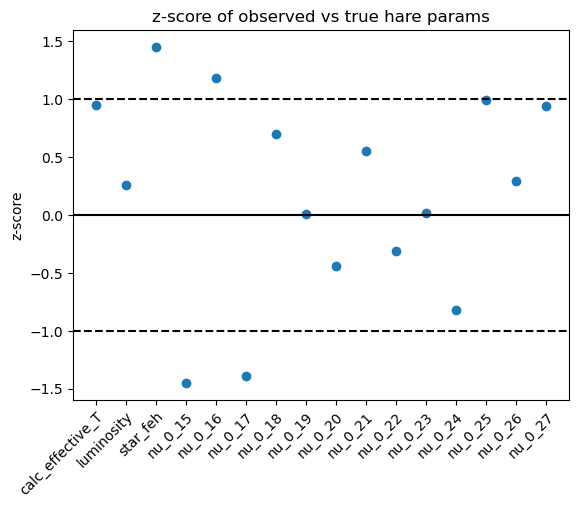 z-score of observed vs true hare params
z-score
1.5
1.0
0.5
0.0
−0.5
−1.0
−1.5
calc_effective_T
luminosity
star_feh
nu_0_15
nu_0_16
nu_0_17
nu_0_18
nu_0_19
nu_0_20
nu_0_21
nu_0_22
nu_0_23
nu_0_24
nu_0_25
nu_0_26
nu_0_27